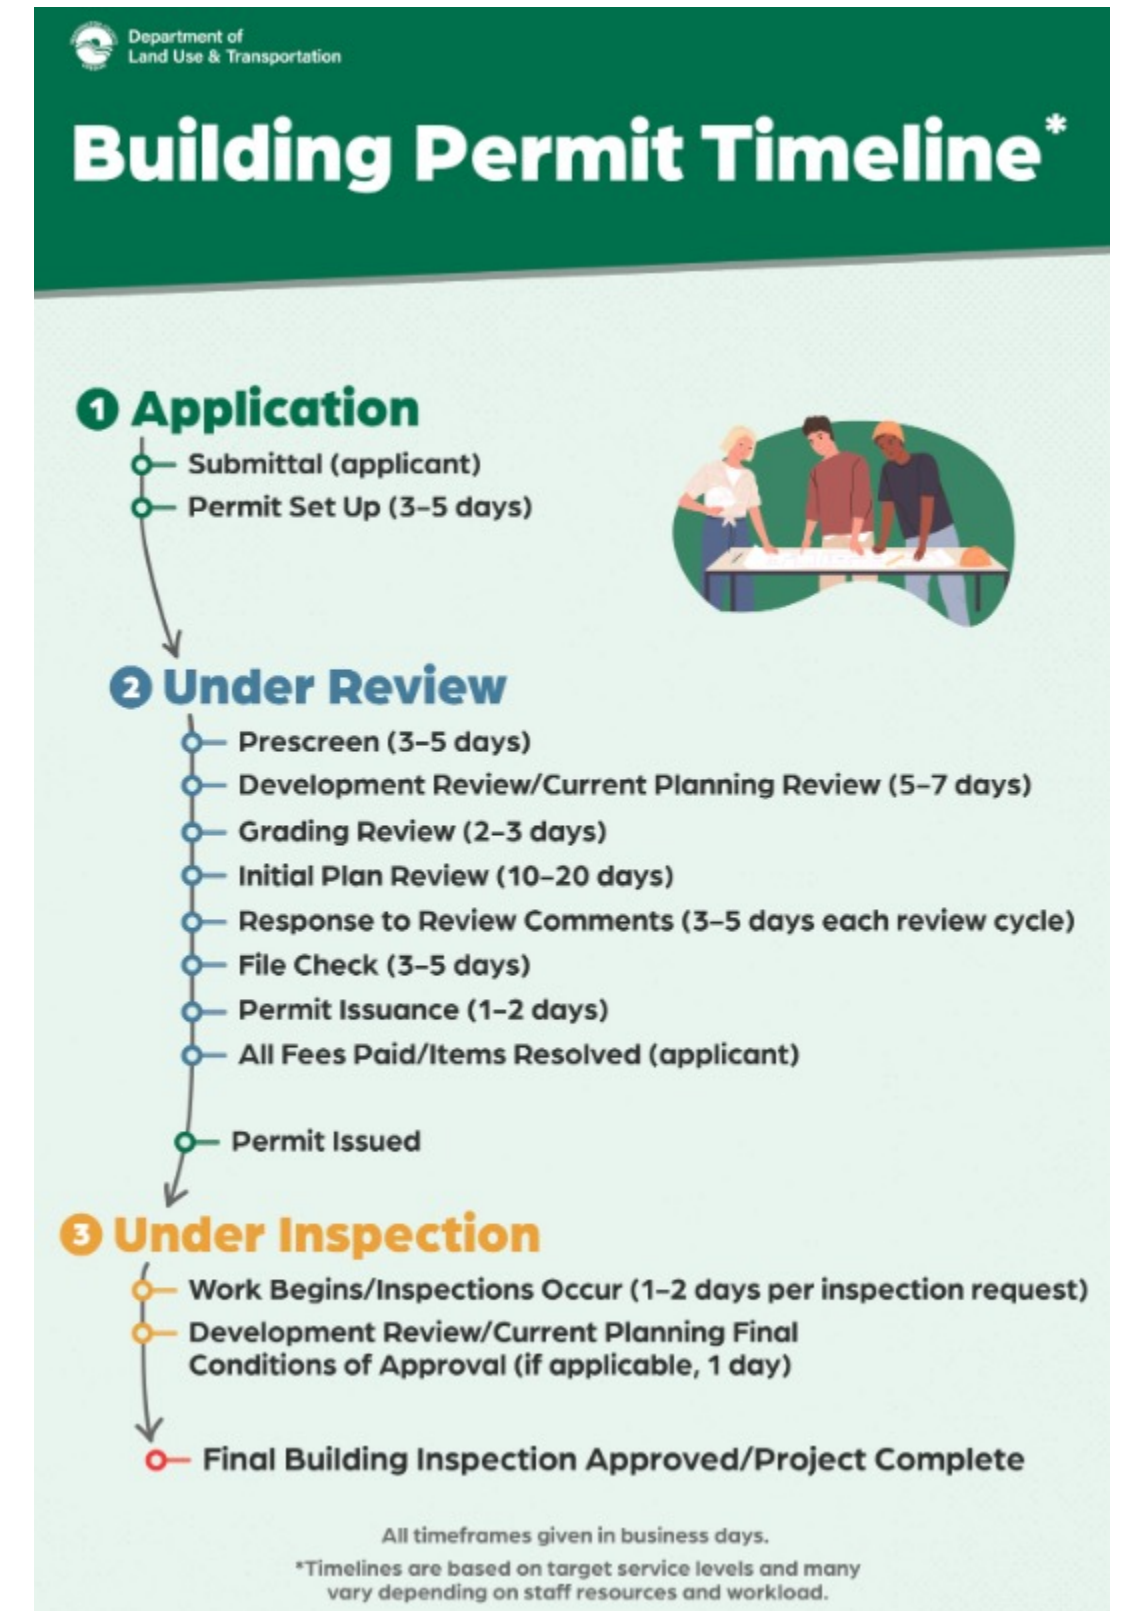 Department of
Land Use & Transportation
Building Permit Timeline*
1 Application
Submittal (applicant)
Permit Set Up (3-5 days)
2 Under Review
Prescreen (3-5 days)
Development Review/Current Planning Review (5-7 days)
Grading Review (2-3 days)
Initial Plan Review (10-20 days)
Response to Review Comments (3-5 days each review cycle)
File Check (3-5 days)
Permit Issuance (1-2 days)
All Fees Paid/Items Resolved (applicant)
Permit Issued
3 Under Inspection
Work Begins/Inspections Occur (1-2 days per inspection request)
Development Review/Current Planning Final
Conditions of Approval (if applicable, 1 day)
Final Building Inspection Approved/Project Complete
All timeframes given in business days.
*Timelines are based on target service levels and many
vary depending on staff resources and workload.